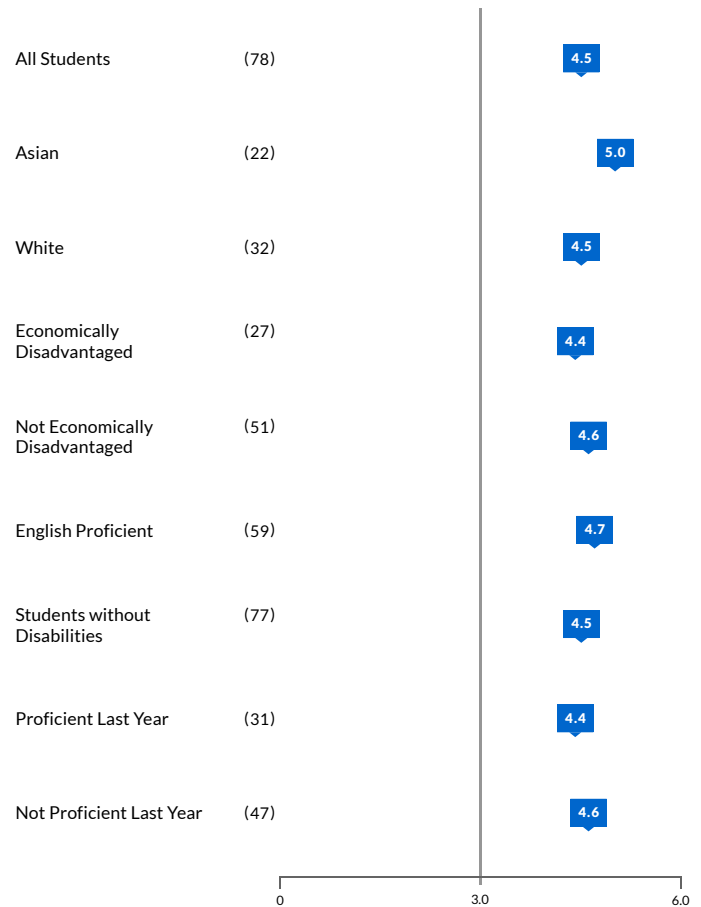 All Students (78) 4.5
Asian (22) 5.0
White (32) 4.5
Economically (27) 4.4
Disadvantaged
Not Economically (51) 4.6
Disadvantaged
English Proficient (59) 4.7
Students without (77) 4.5
Disabilities
Proficient Last Year (31) 4.4
Not Proficient Last Year (47) 4.6
0 3.0 6.0